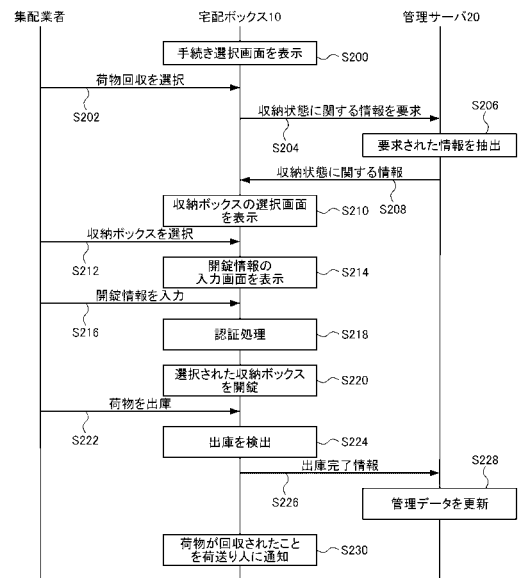 集配業者
宅配ボックス10
管理サーバ20
手続き選択画面を表示
S200
荷物回収を選択
S202
収納状態に関する情報を要求
S204
S206
要求された情報を抽出
収納状態に関する情報
S208
収納ボックスの選択画面
を表示
S210
収納ボックスを選択
S212
開錠情報の
入力画面を表示
S214
開錠情報を入力
S216
認証処理
S218
選択された収納ボックス
を開錠
S220
荷物を出庫
S222
出庫を検出
S224
出庫完了情報
S226
S228
管理データを更新
荷物が回収されたこと
を荷送り人に通知
S230